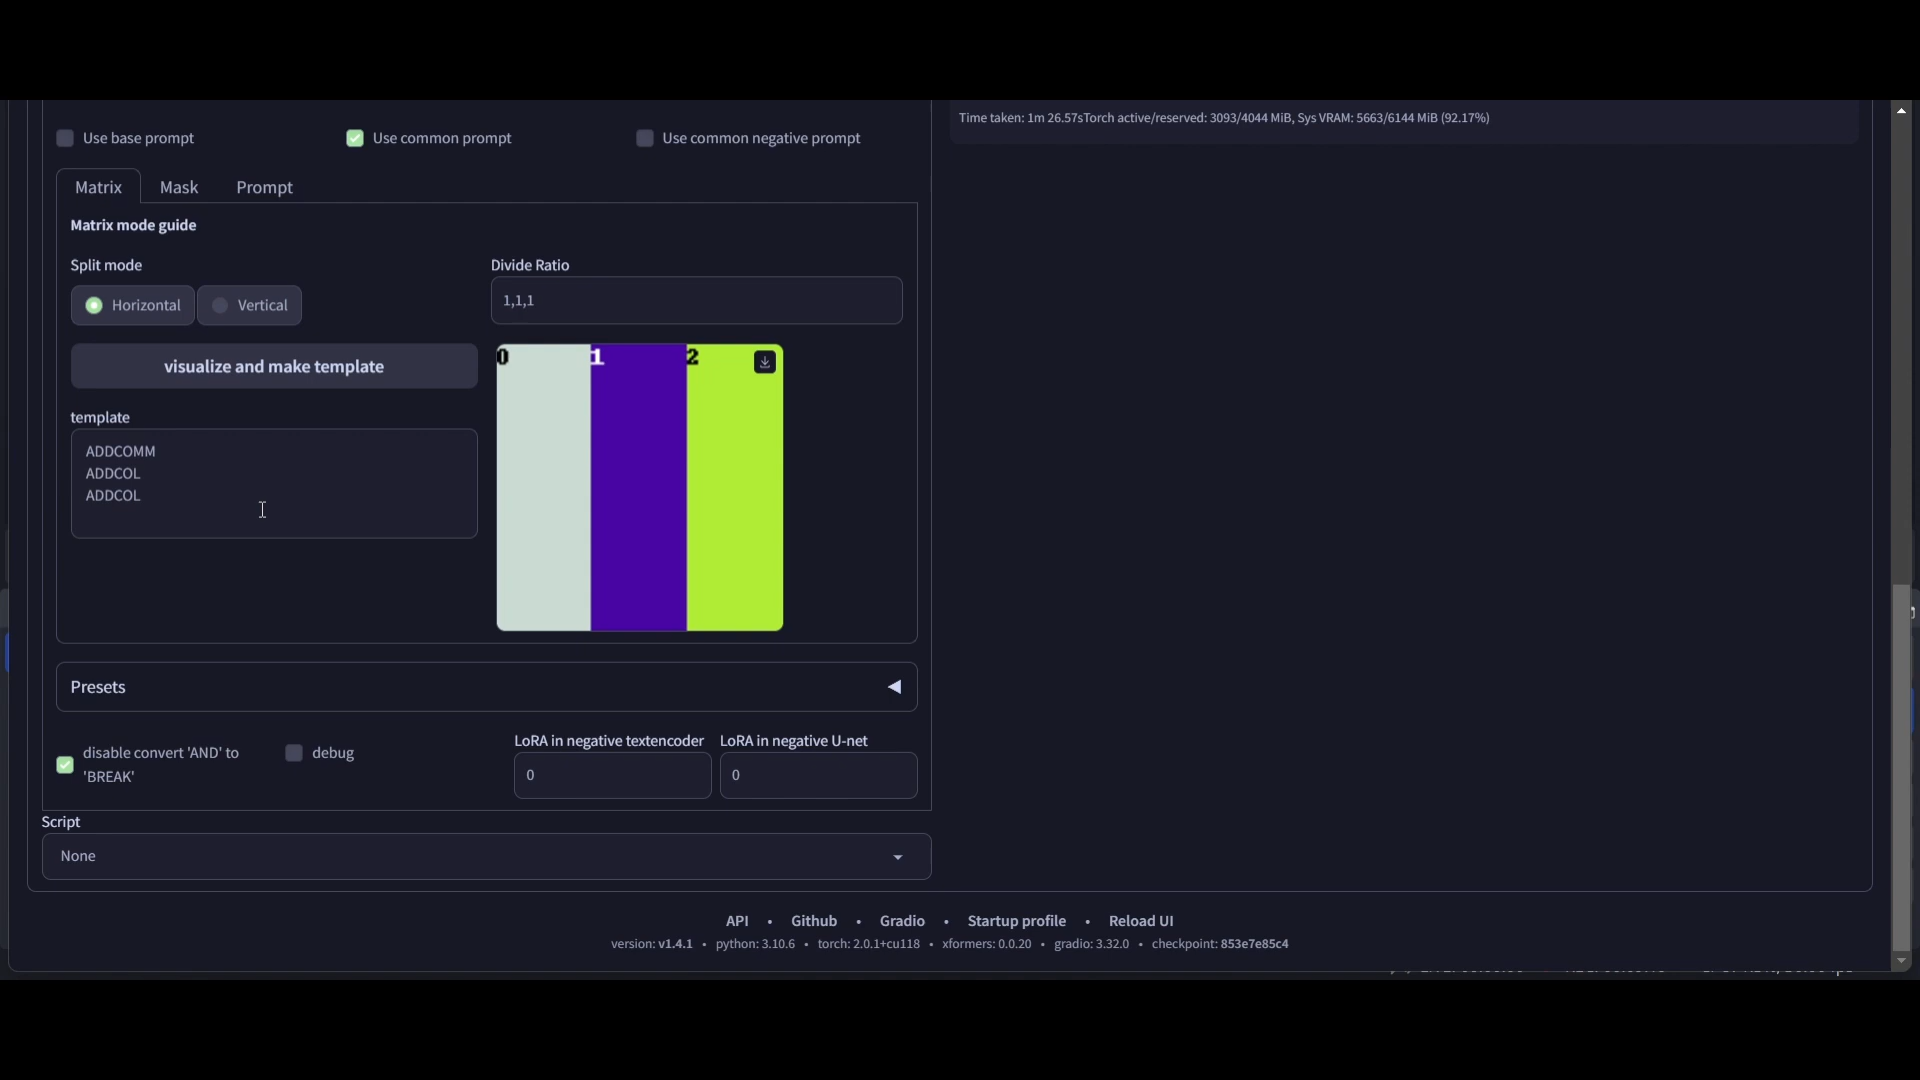 Time taken: 1m 26.57sTorch active/reserved: 3093/4044 MiB, Sys VRAM: 5663/6144 MiB (92.17%)
Use base prompt
Use common prompt
Use common negative prompt
Matrix
Mask
Prompt
Matrix mode guide
Split mode
Divide Ratio
Horizontal
Vertical
1,1,1
visualize and make template
0
1
2
template
ADDCOMM
ADDCOL
ADDCOL
Presets
disable convert 'AND' to
'BREAK'
debug
LoRA in negative textencoder
LoRA in negative U-net
0
0
Script
None
API • Github • Gradio • Startup profile • Reload UI
version: v1.4.1 • python: 3.10.6 • torch: 2.0.1+cu118 • xformers: 0.0.20 • gradio: 3.32.0 • checkpoint: 853e7e85c4